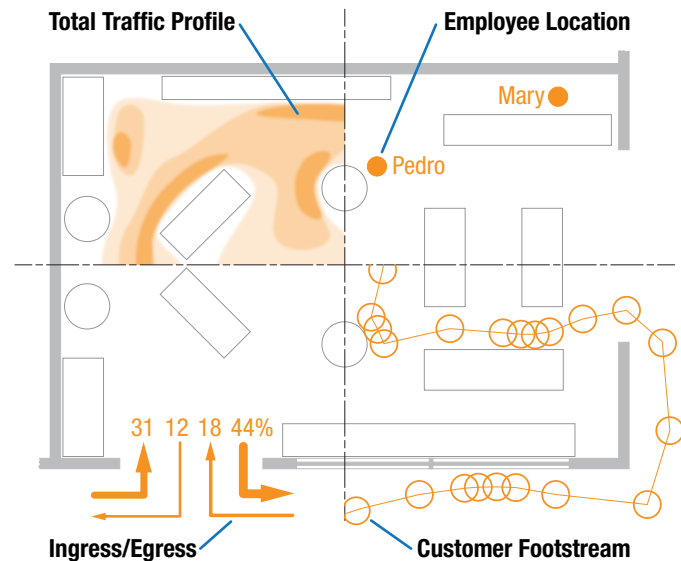 Total Traffic Profile
Employee Location
Mary
Pedro
31 12 18 44%
Ingress/Egress
Customer Footstream